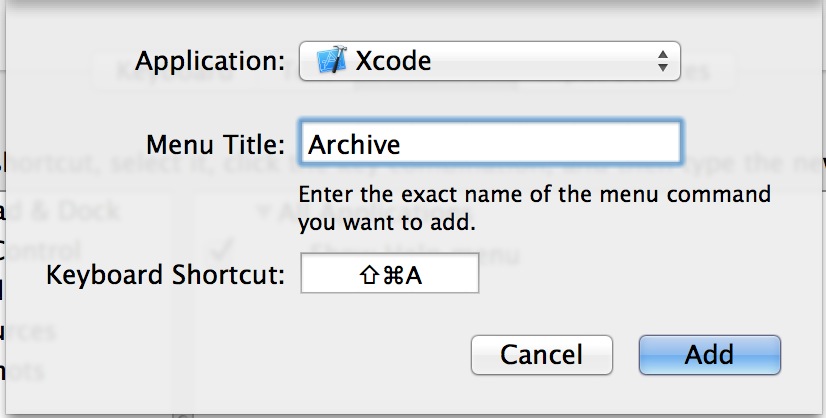 Application: Xcode
Menu Title: Archive
Enter the exact name of the menu command
you want to add.
Keyboard Shortcut: ⇧⌘A
Cancel Add